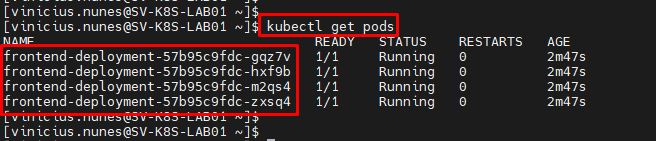 [vinicius.nunes@SV-K8S-LAB01 ~]$
[vinicius.nunes@SV-K8S-LAB01 ~]$ kubectl get pods
NAME READY STATUS RESTARTS AGE
frontend-deployment-57b95c9fdc-gqz7v 1/1 Running 0 2m47s
frontend-deployment-57b95c9fdc-hxf9b 1/1 Running 0 2m47s
frontend-deployment-57b95c9fdc-m2qs4 1/1 Running 0 2m47s
frontend-deployment-57b95c9fdc-zxsq4 1/1 Running 0 2m47s
[vinicius.nunes@SV-K8S-LAB01 ~]$
[vinicius.nunes@SV-K8S-LAB01 ~]$